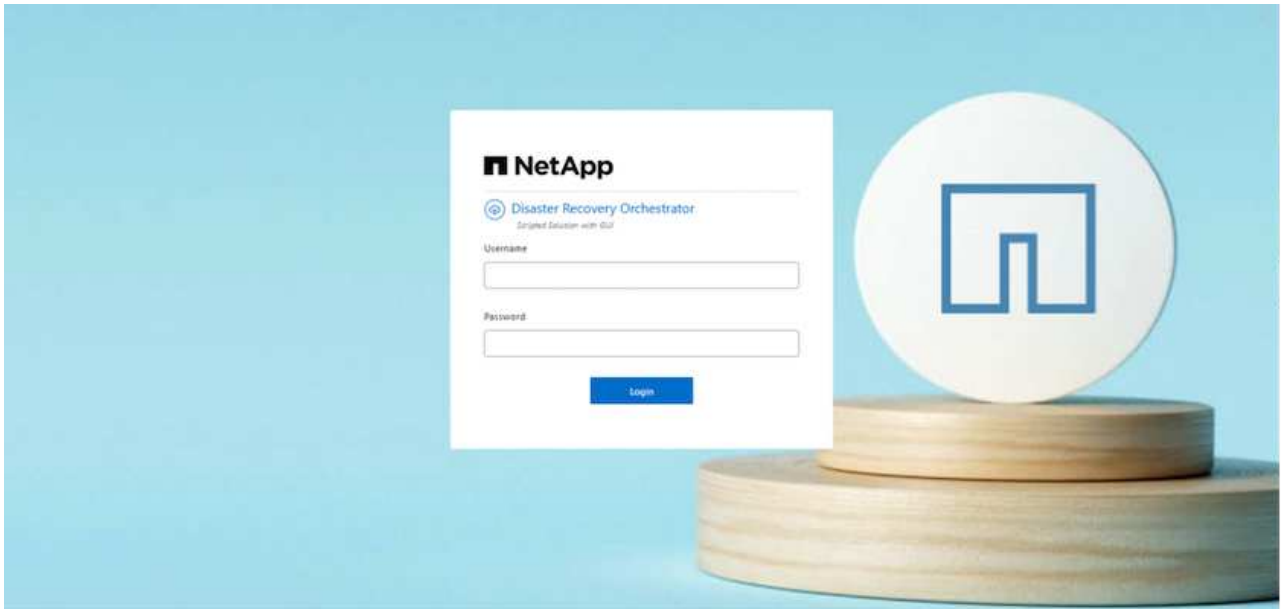 NetApp
Disaster Recovery Orchestrator
Scripted Solution with GUI
Username
Password
Login